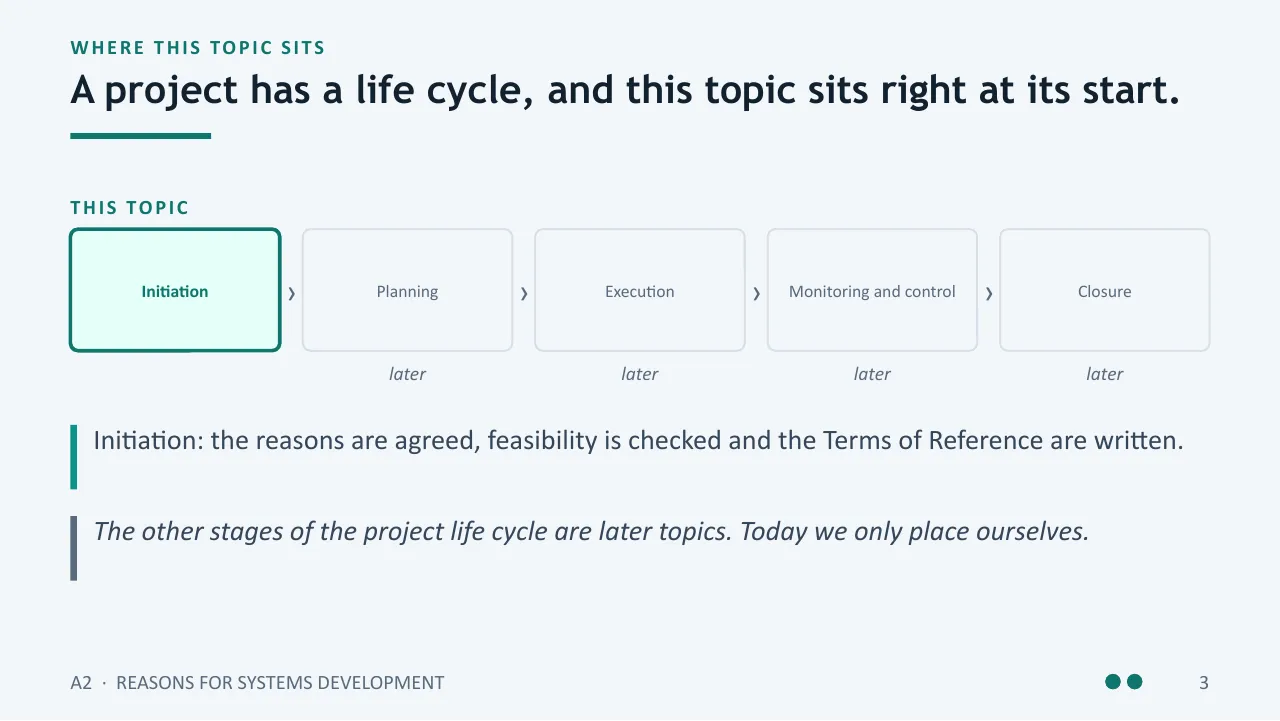 WHERE THIS TOPIC SITS
A project has a life cycle, and this topic sits right at its start.
THIS TOPIC
Initiation
›
Planning
›
Execution
›
Monitoring and control
›
Closure
later
later
later
later
Initiation: the reasons are agreed, feasibility is checked and the Terms of Reference are written.
The other stages of the project life cycle are later topics. Today we only place ourselves.
A2 · REASONS FOR SYSTEMS DEVELOPMENT
3